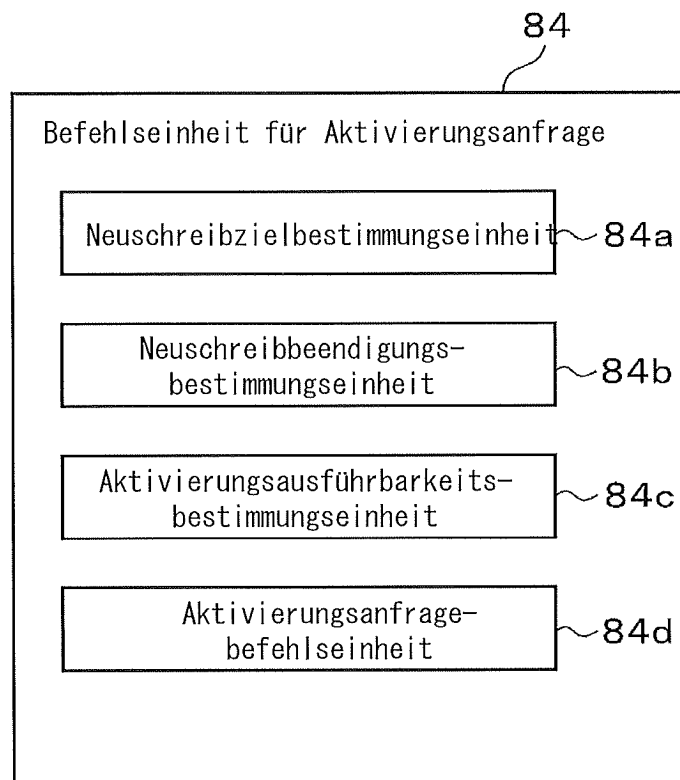 84
Befehlseinheit für Aktivierungsanfrage
Neuschreibzielbestimmungseinheit 84a
Neuschreibbeendigungs-
bestimmungseinheit 84b
Aktivierungsausführbarkeits-
bestimmungseinheit 84c
Aktivierungsanfrage-
befehlseinheit 84d